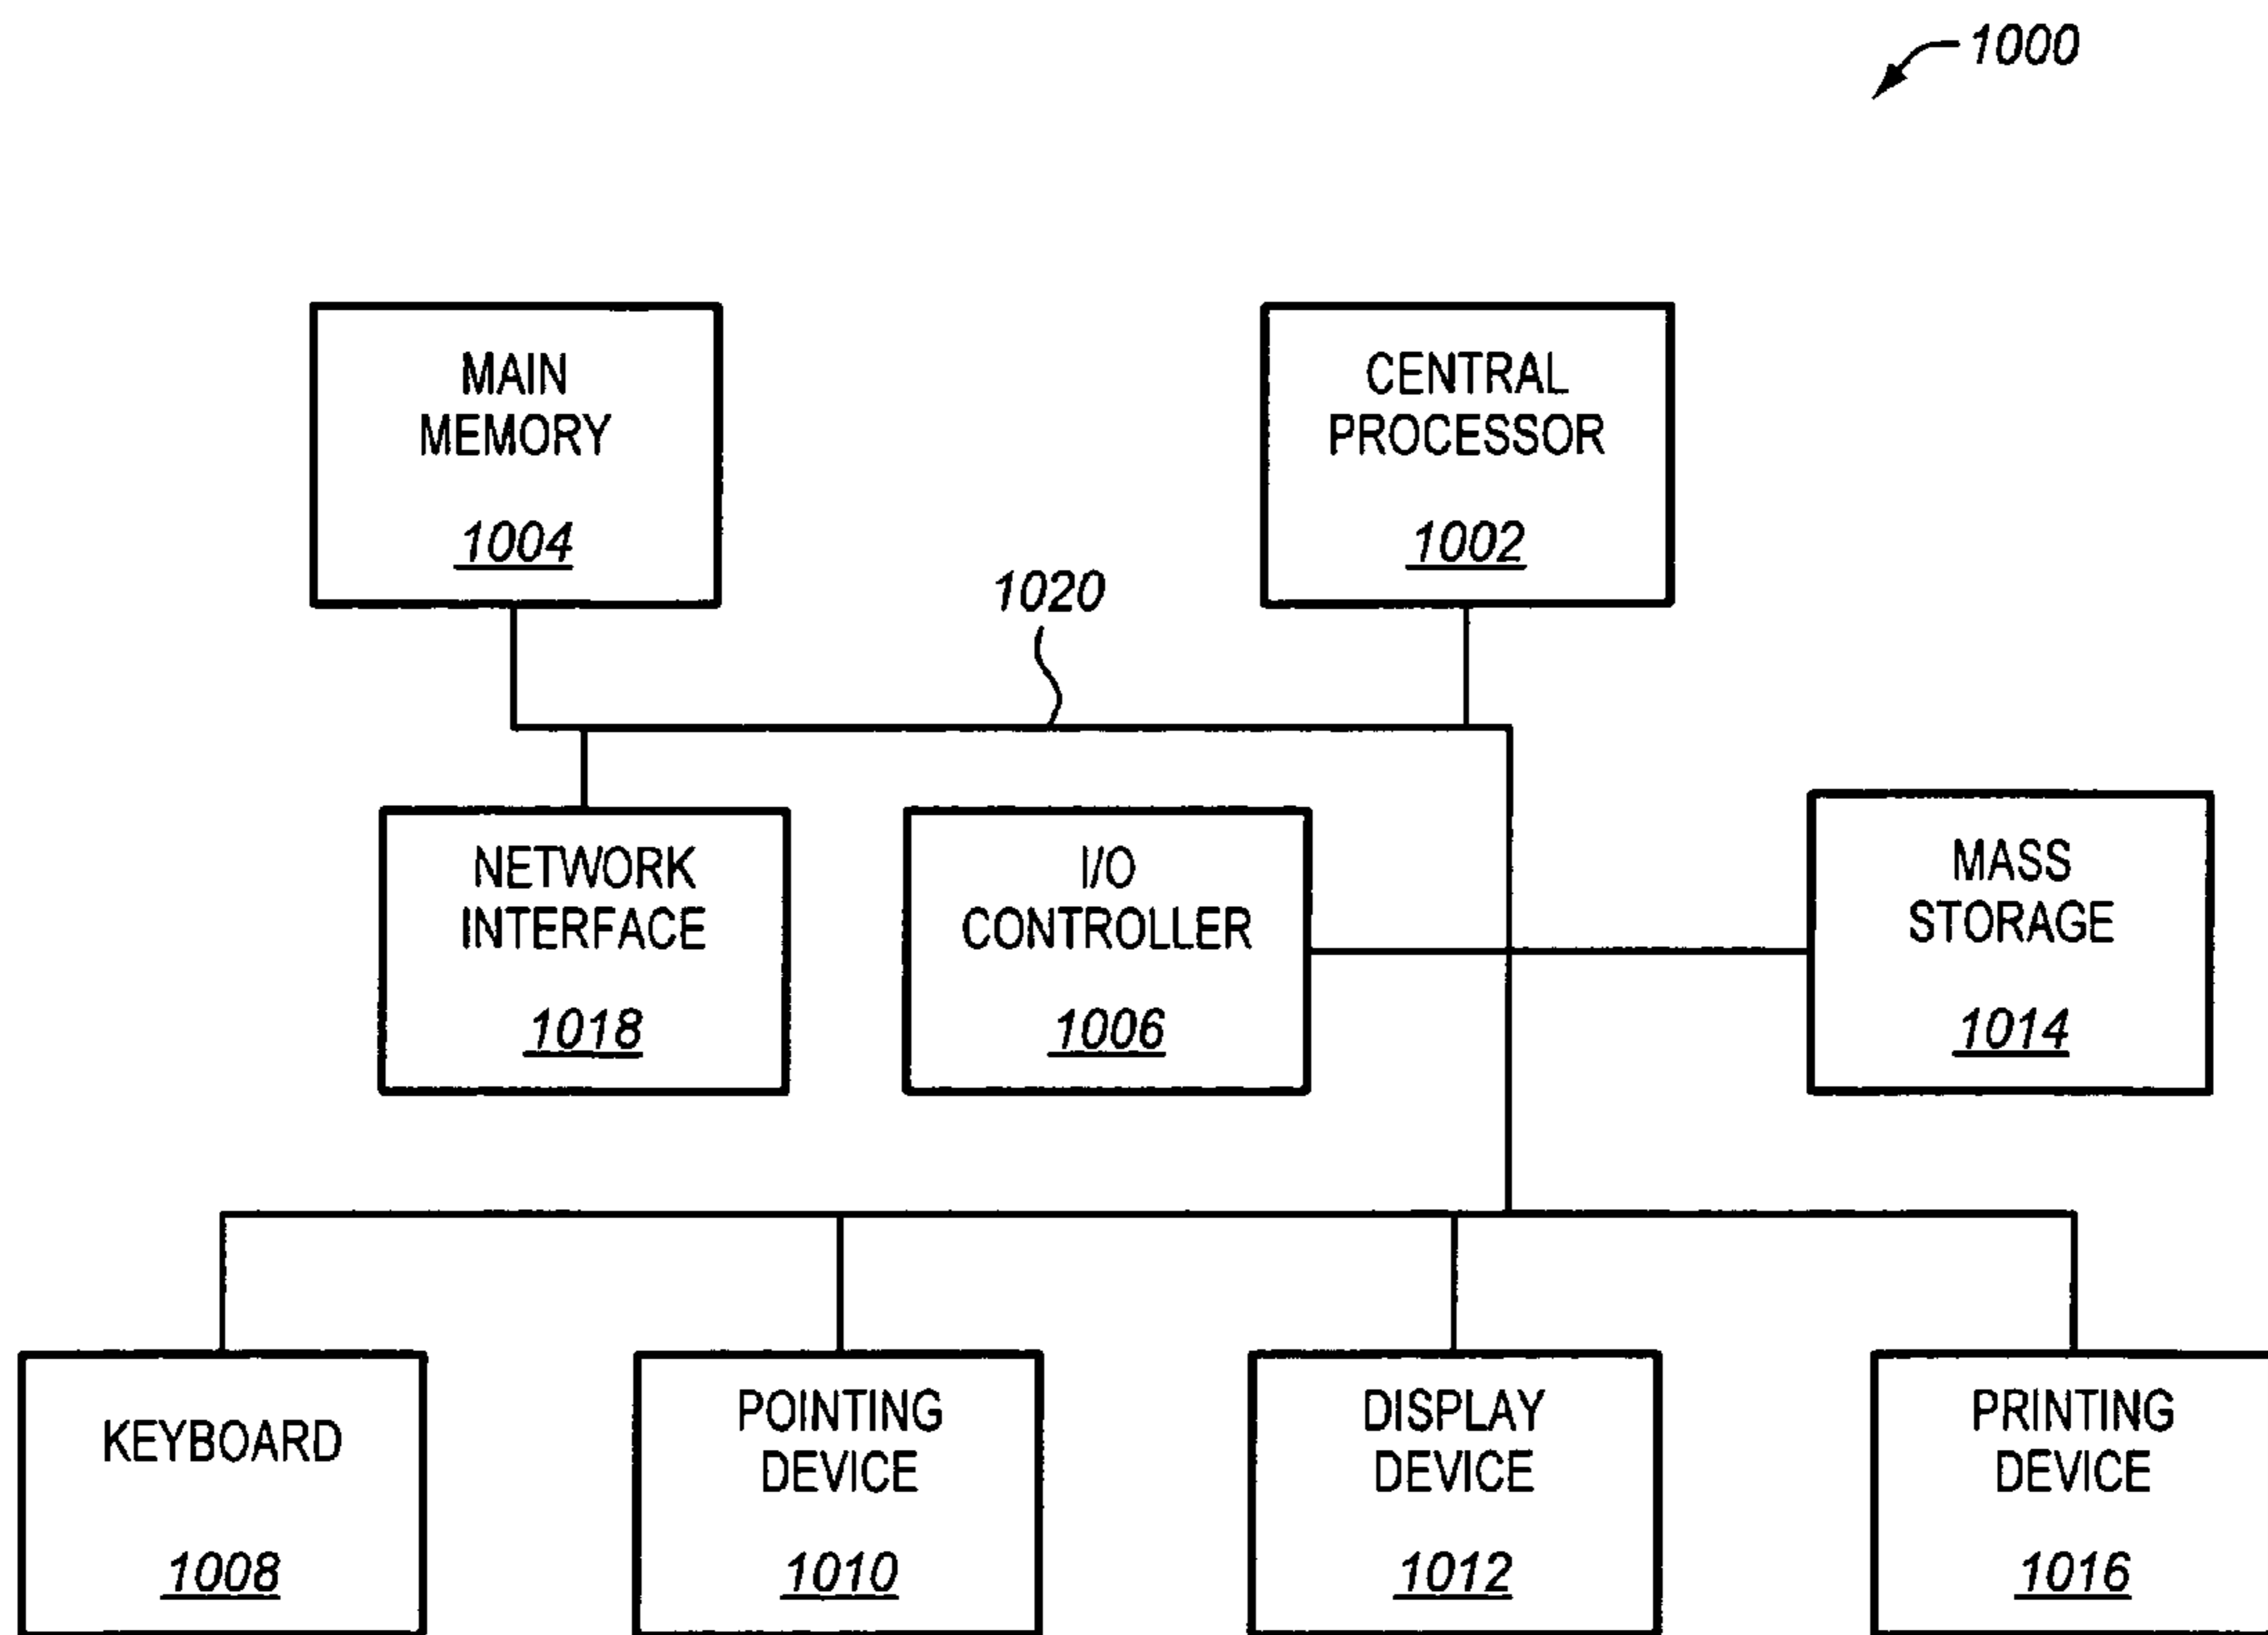 1000
MAIN
MEMORY
1004
CENTRAL
PROCESSOR
1002
1020
NETWORK
INTERFACE
1018
I/O
CONTROLLER
1006
MASS
STORAGE
1014
KEYBOARD
1008
POINTING
DEVICE
1010
DISPLAY
DEVICE
1012
PRINTING
DEVICE
1016